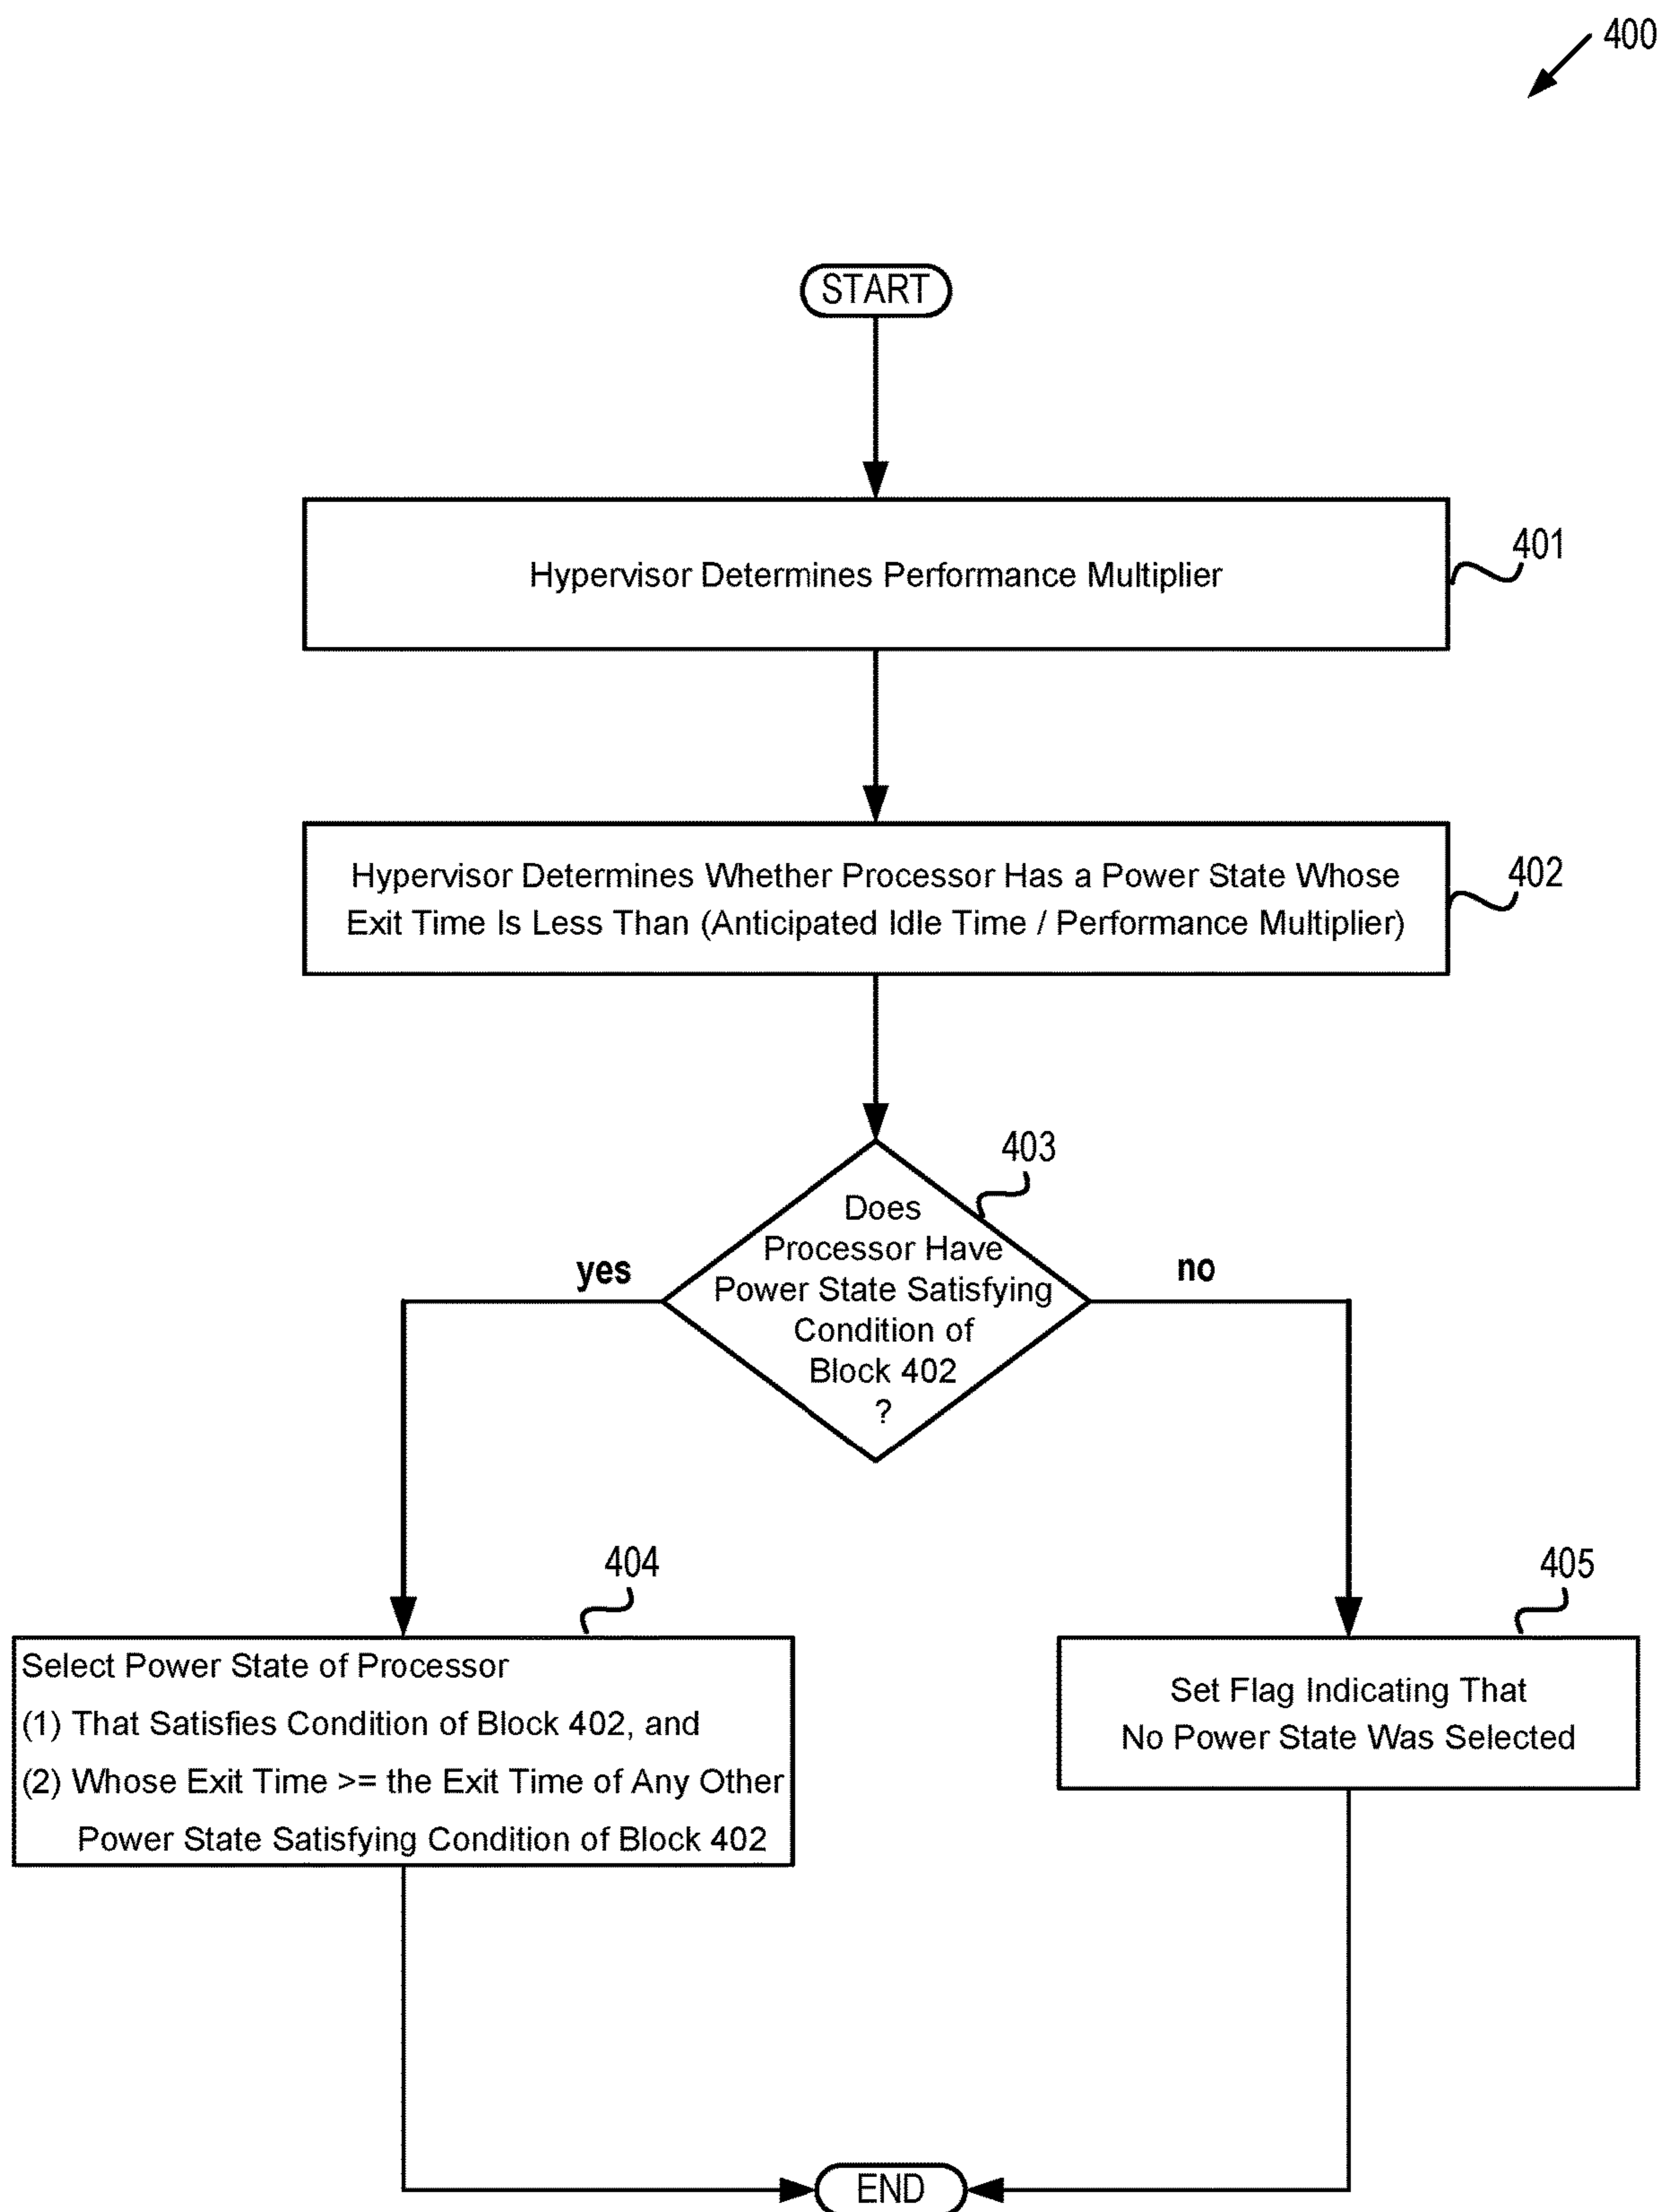 400
START
Hypervisor Determines Performance Multiplier
401
Hypervisor Determines Whether Processor Has a Power State Whose
Exit Time Is Less Than (Anticipated Idle Time / Performance Multiplier)
402
403
Does
Processor Have
Power State Satisfying
Condition of
Block 402
?
yes
no
404
Select Power State of Processor
(1) That Satisfies Condition of Block 402, and
(2) Whose Exit Time >= the Exit Time of Any Other
Power State Satisfying Condition of Block 402
405
Set Flag Indicating That
No Power State Was Selected
END